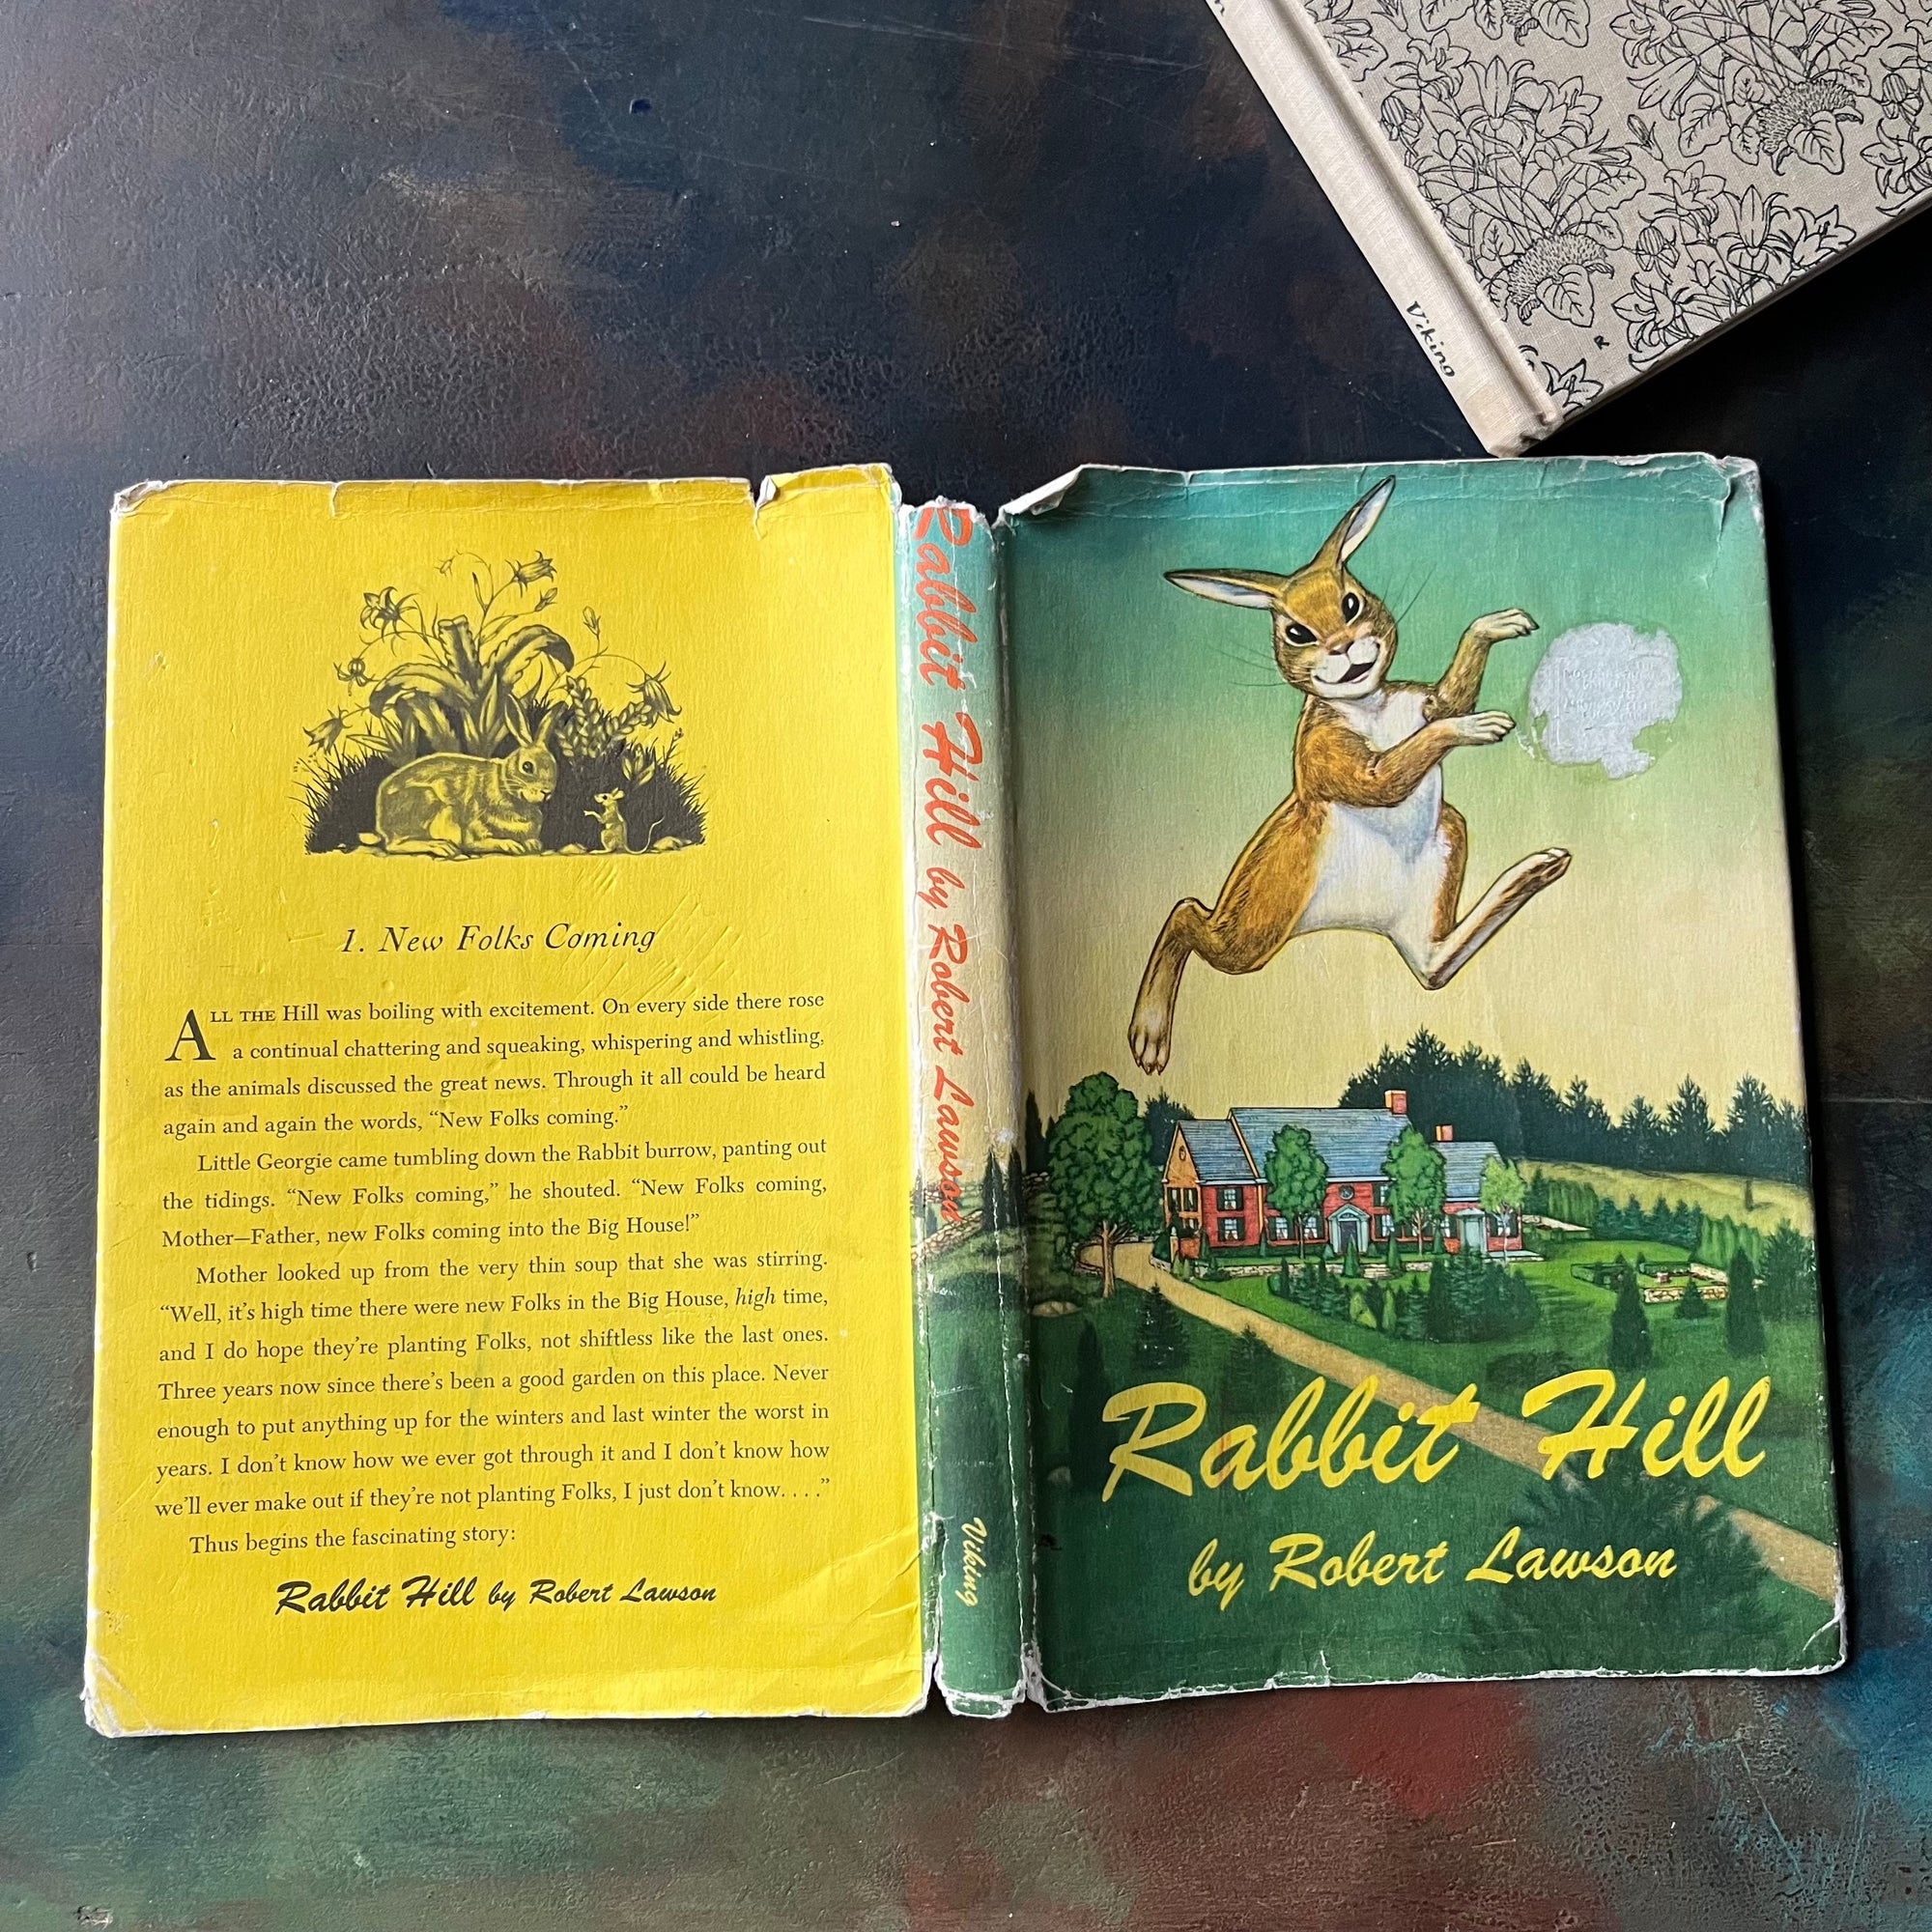 Viking
R
1. New Folks Coming
ALL THE Hill was boiling with excitement. On every side there rose
a continual chattering and squeaking, whispering and whistling,
as the animals discussed the great news. Through it all could be heard
again and again the words, “New Folks coming.”
Little Georgie came tumbling down the Rabbit burrow, panting out
the tidings. “New Folks coming,” he shouted. “New Folks coming,
Mother—Father, new Folks coming into the Big House!”
Mother looked up from the very thin soup that she was stirring.
“Well, it’s high time there were new Folks in the Big House, high time,
and I do hope they’re planting Folks, not shiftless like the last ones.
Three years now since there’s been a good garden on this place. Never
enough to put anything up for the winters and last winter the worst in
years. I don’t know how we ever got through it and I don’t know how
we’ll ever make out if they’re not planting Folks, I just don’t know. . . .”
Thus begins the fascinating story:
Rabbit Hill by Robert Lawson
Rabbit Hill by Robert Lawson
Viking
Rabbit Hill
by Robert Lawson